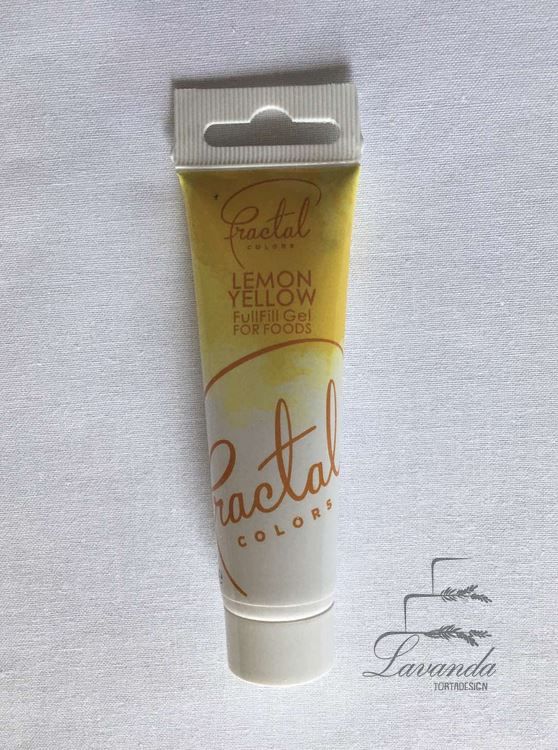 fractal
COLORS
LEMON
YELLOW
FullFill Gel
FOR FOODS
fractal
COLORS
Lavanda
TORTADESIGN